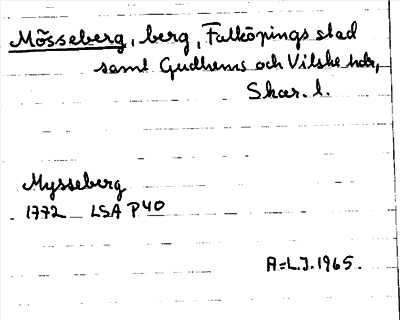 Mösseberg, berg, Falköpings stad
samt Gudhems och Vilske hdr,
Skar. l.
Mysseberg
1772 LSA P40
A=L.J. 1965.